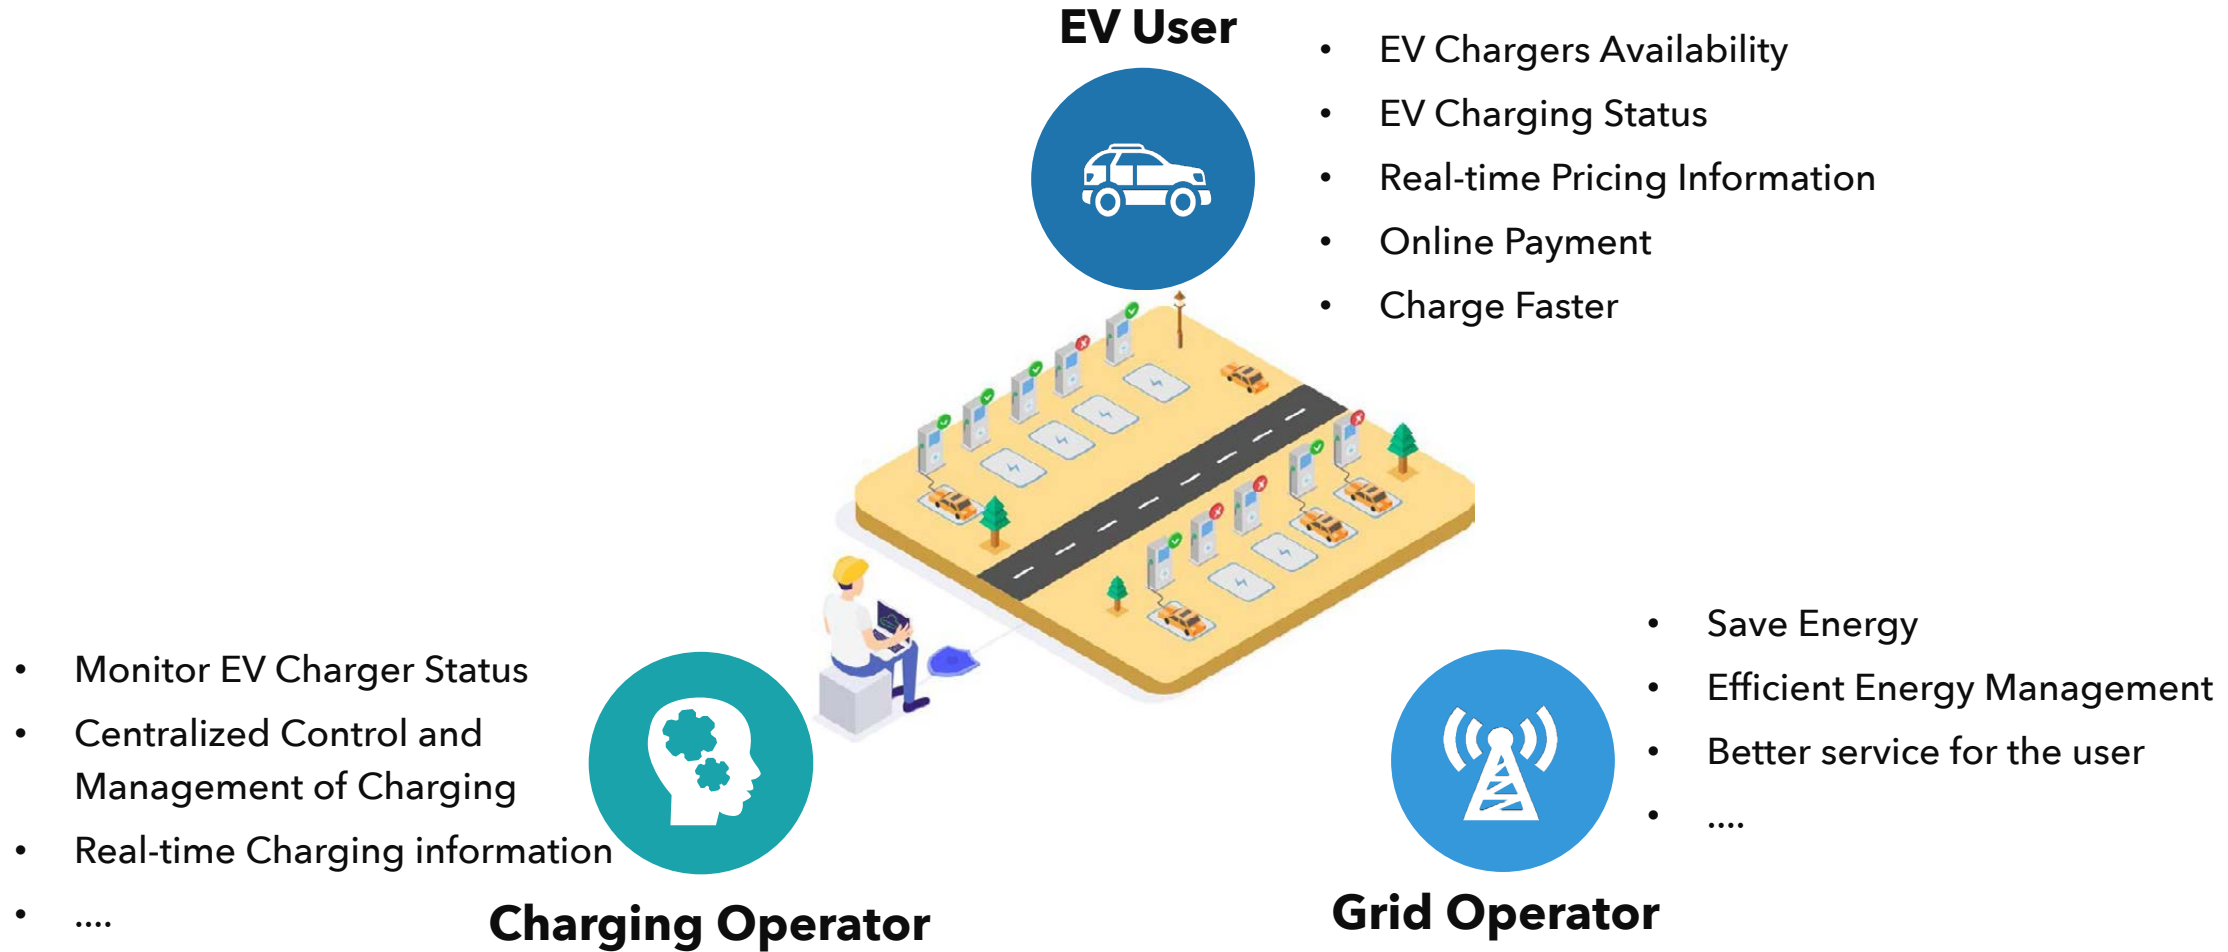 EV User
• EV Chargers Availability
• EV Charging Status
• Real-time Pricing Information
• Online Payment
• Charge Faster
• Monitor EV Charger Status
• Centralized Control and
Management of Charging
• Real-time Charging information
• ....
Charging Operator
• Save Energy
• Efficient Energy Management
• Better service for the user
• ....
Grid Operator